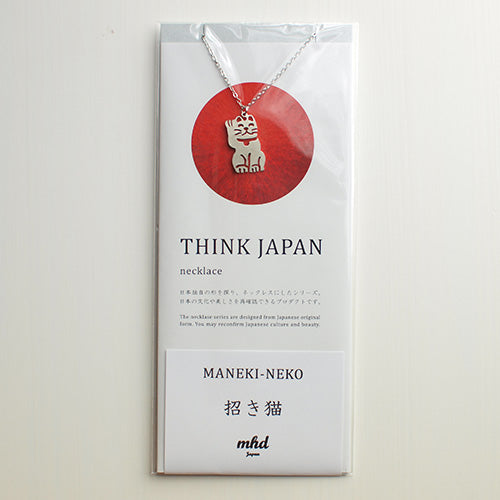 THINK JAPAN
necklace
日本独自の形を探り、ネックレスにしたシリーズ。
日本の文化や美しさを再確認できるプロダクトです。
The necklace series are designed from Japanese original
form. You may reconfirm Japanese culture and beauty.
MANEKI-NEKO
招き猫
mhd
Japan